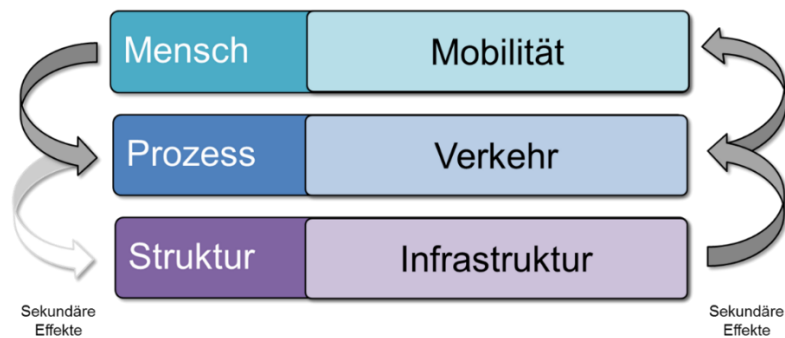 Mensch Mobilität
Prozess Verkehr
Struktur Infrastruktur
Sekundäre
Effekte
Sekundäre
Effekte